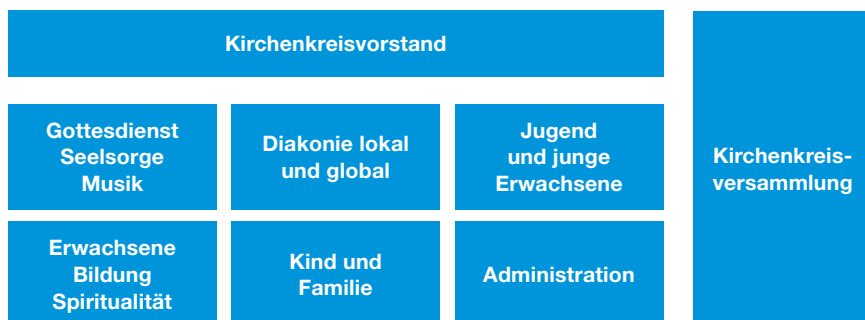 Kirchenkreisvorstand
Gottesdienst
Seelsorge
Musik
Diakonie lokal
und global
Jugend
und junge
Erwachsene
Erwachsene
Bildung
Spiritualität
Kind und
Familie
Administration
Kirchenkreis-
versammlung